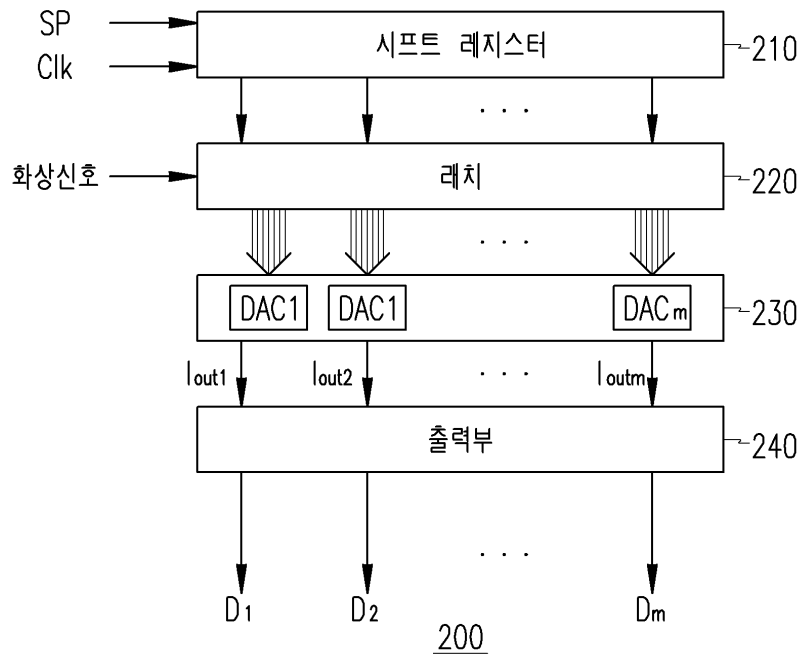 SP
Clk
시프트 레지스터
210
. . .
화상신호
래치
220
. . .
DAC1 DAC1 DACm
230
Iout1 Iout2 . . . Ioutm
출력부
240
. . .
D1 D2 Dm
200